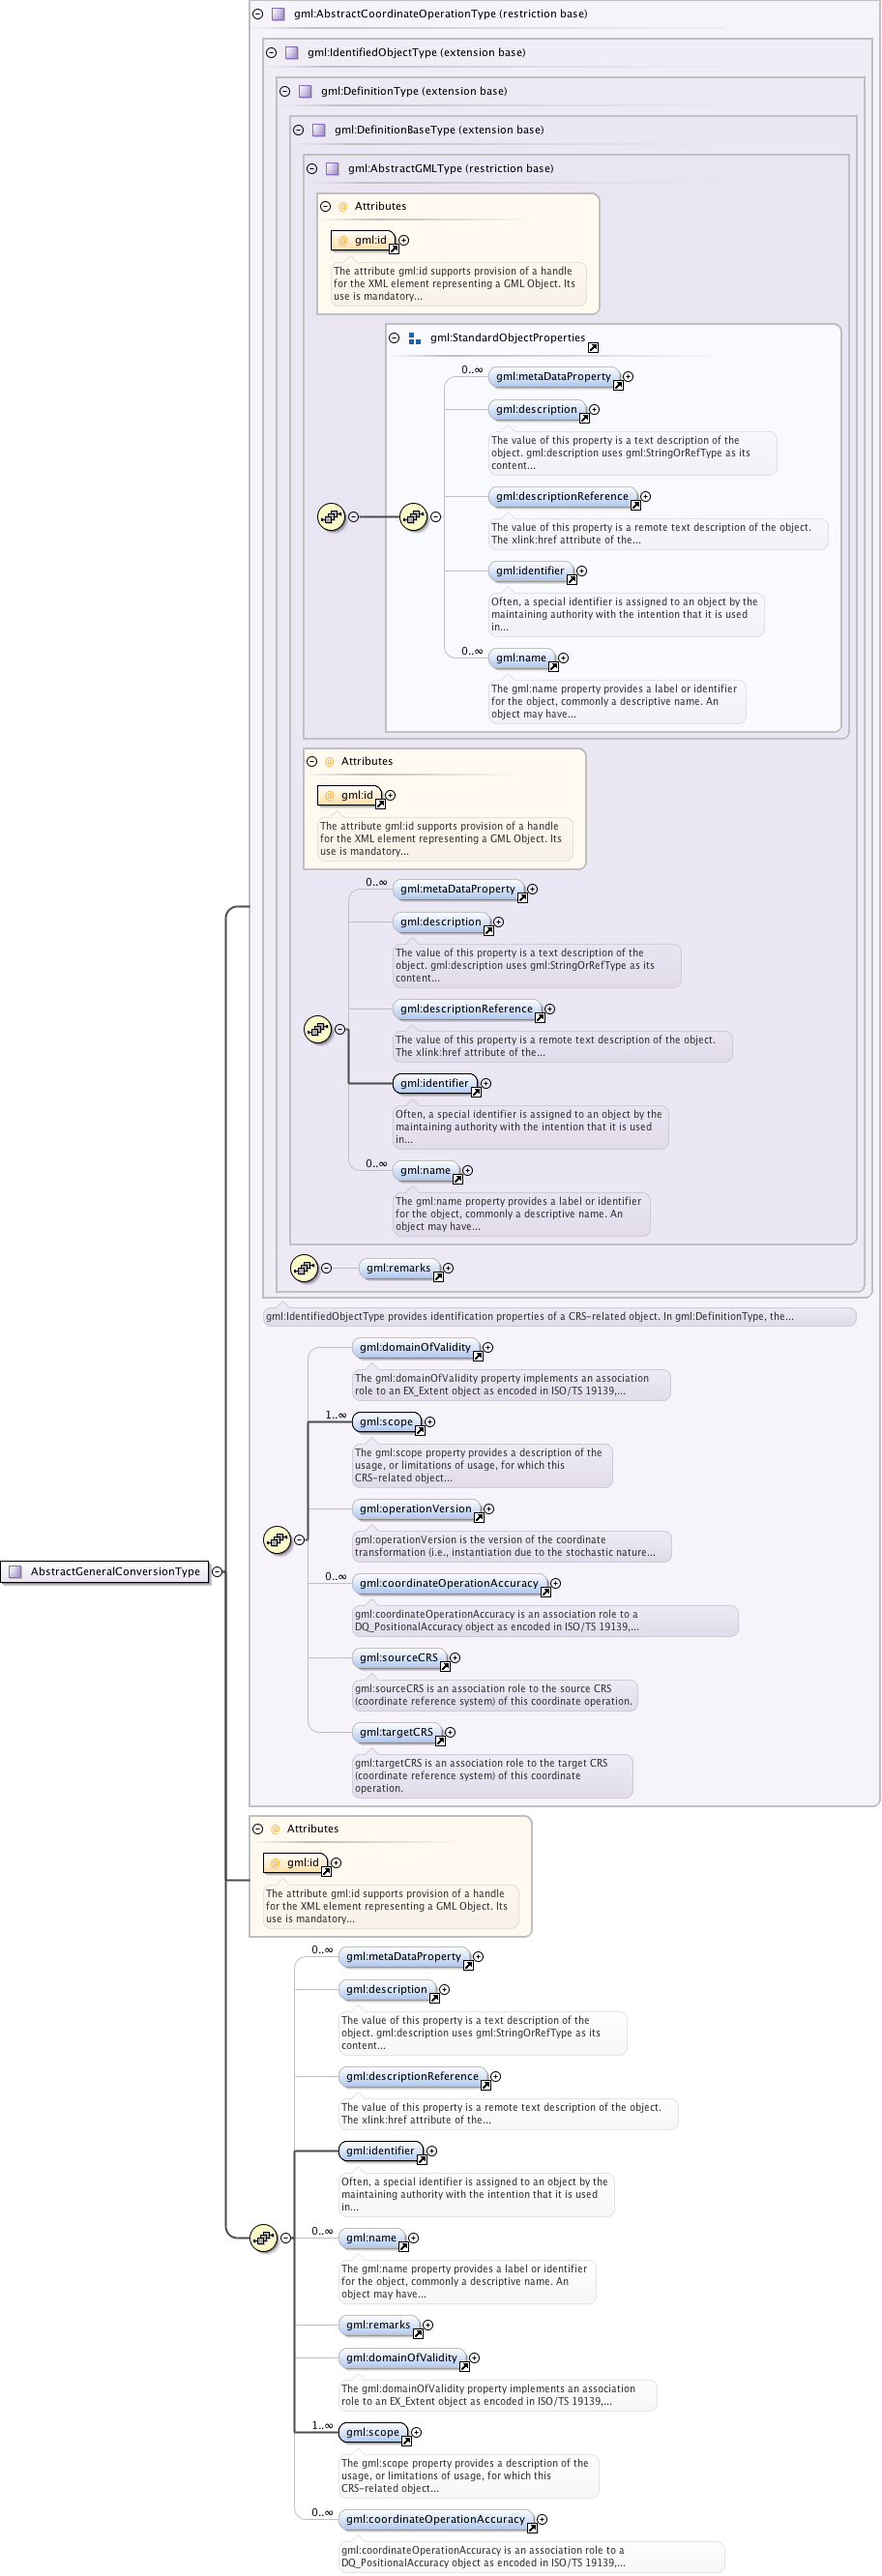 gml:AbstractCoordinateOperationType (restriction base)
gml:IdentifiedObjectType (extension base)
gml:DefinitionType (extension base)
gml:DefinitionBaseType (extension base)
gml:AbstractGMLType (restriction base)
@ Attributes
@ gml:id
The attribute gml:id supports provision of a handle
for the XML element representing a GML Object. Its
use is mandatory...
gml:StandardObjectProperties
0..∞
gml:metaDataProperty
gml:description
The value of this property is a text description of the
object. gml:description uses gml:StringOrRefType as its
content...
gml:descriptionReference
The value of this property is a remote text description of the object.
The xlink:href attribute of the...
gml:identifier
Often, a special identifier is assigned to an object by the
maintaining authority with the intention that it is used
in...
0..∞
gml:name
The gml:name property provides a label or identifier
for the object, commonly a descriptive name. An
object may have...
@ Attributes
@ gml:id
The attribute gml:id supports provision of a handle
for the XML element representing a GML Object. Its
use is mandatory...
0..∞
gml:metaDataProperty
gml:description
The value of this property is a text description of the
object. gml:description uses gml:StringOrRefType as its
content...
gml:descriptionReference
The value of this property is a remote text description of the object.
The xlink:href attribute of the...
gml:identifier
Often, a special identifier is assigned to an object by the
maintaining authority with the intention that it is used
in...
0..∞
gml:name
The gml:name property provides a label or identifier
for the object, commonly a descriptive name. An
object may have...
gml:remarks
gml:IdentifiedObjectType provides identification properties of a CRS-related object. In gml:DefinitionType, the...
gml:domainOfValidity
The gml:domainOfValidity property implements an association
role to an EX_Extent object as encoded in ISO/TS 19139,...
1..∞
gml:scope
The gml:scope property provides a description of the
usage, or limitations of usage, for which this
CRS-related object...
gml:operationVersion
gml:operationVersion is the version of the coordinate
transformation (i.e., instantiation due to the stochastic nature...
AbstractGeneralConversionType
0..∞
gml:coordinateOperationAccuracy
gml:coordinateOperationAccuracy is an association role to a
DQ_PositionalAccuracy object as encoded in ISO/TS 19139,...
gml:sourceCRS
gml:sourceCRS is an association role to the source CRS
(coordinate reference system) of this coordinate operation.
gml:targetCRS
gml:targetCRS is an association role to the target CRS
(coordinate reference system) of this coordinate
operation.
@ Attributes
@ gml:id
The attribute gml:id supports provision of a handle
for the XML element representing a GML Object. Its
use is mandatory...
0..∞
gml:metaDataProperty
gml:description
The value of this property is a text description of the
object. gml:description uses gml:StringOrRefType as its
content...
gml:descriptionReference
The value of this property is a remote text description of the object.
The xlink:href attribute of the...
gml:identifier
Often, a special identifier is assigned to an object by the
maintaining authority with the intention that it is used
in...
0..∞
gml:name
The gml:name property provides a label or identifier
for the object, commonly a descriptive name. An
object may have...
gml:remarks
gml:domainOfValidity
The gml:domainOfValidity property implements an association
role to an EX_Extent object as encoded in ISO/TS 19139,...
1..∞
gml:scope
The gml:scope property provides a description of the
usage, or limitations of usage, for which this
CRS-related object...
0..∞
gml:coordinateOperationAccuracy
gml:coordinateOperationAccuracy is an association role to a
DQ_PositionalAccuracy object as encoded in ISO/TS 19139,...